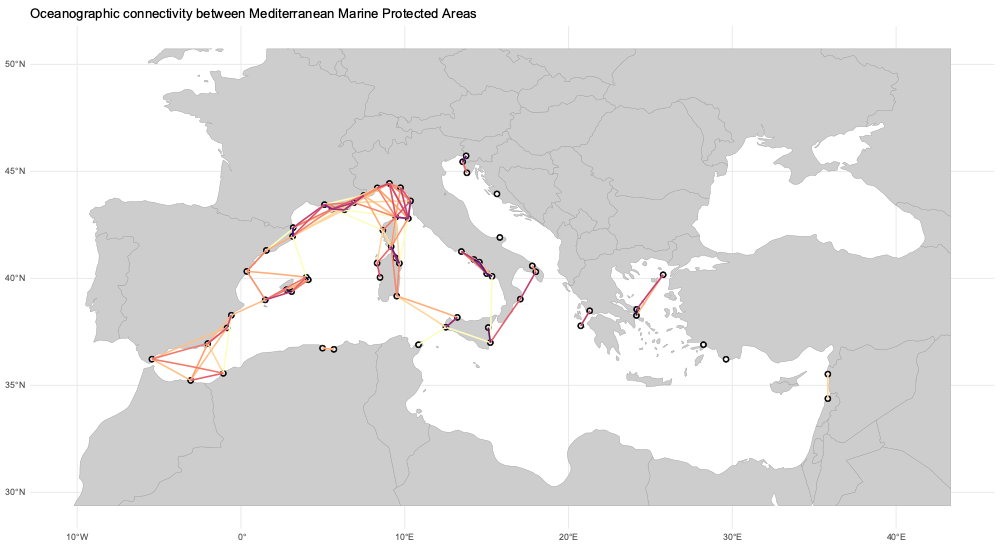 Oceanographic connectivity between Mediterranean Marine Protected Areas
50°N
45°N
40°N
35°N
30°N
10°W
0°
10°E
20°E
30°E
40°E